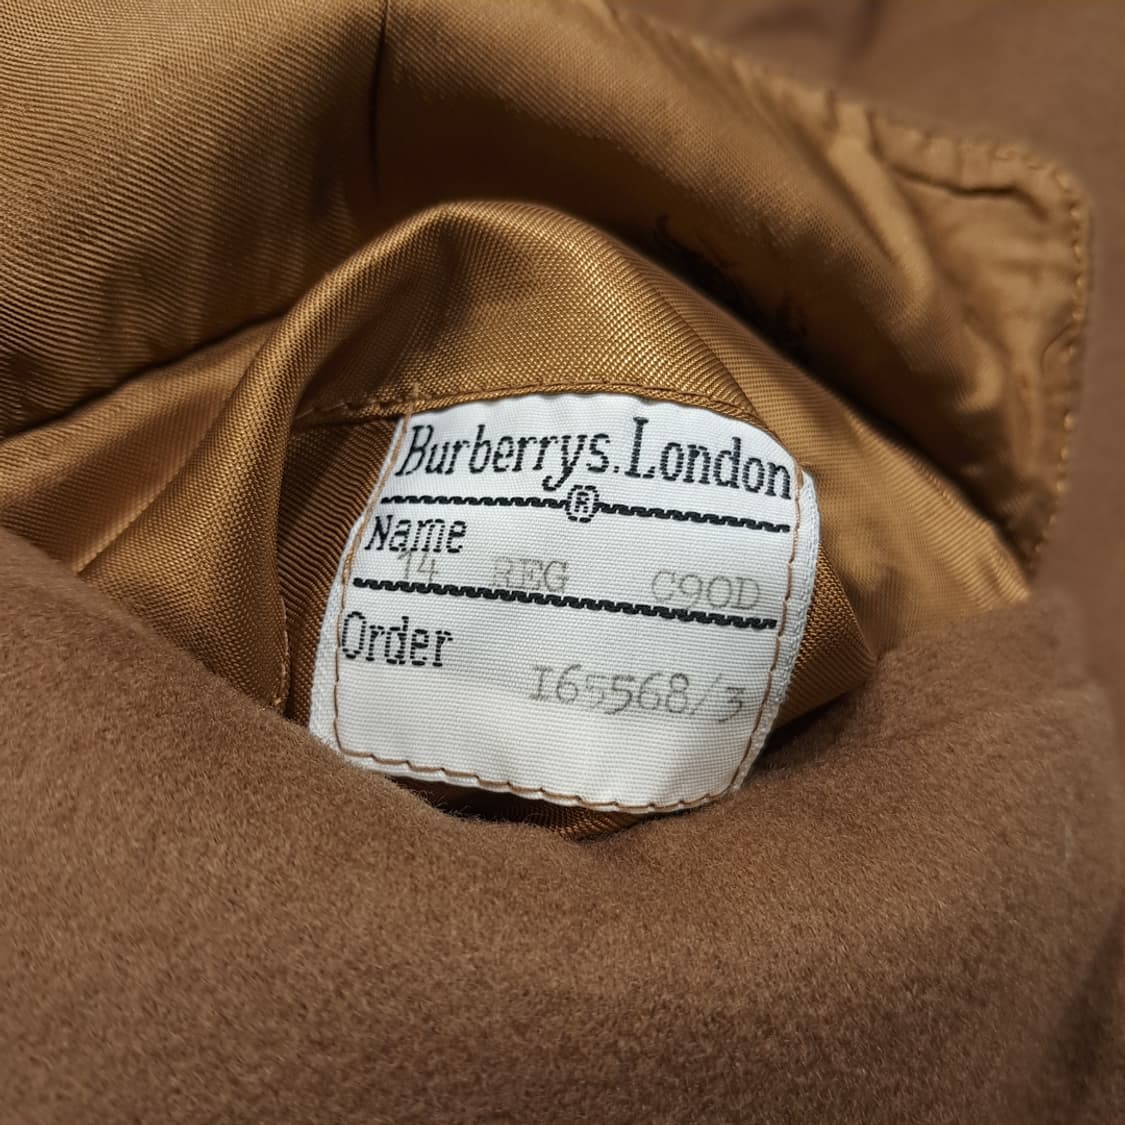 Burberrys.London
®
Name
14 REG C90D
Order
I65568/3